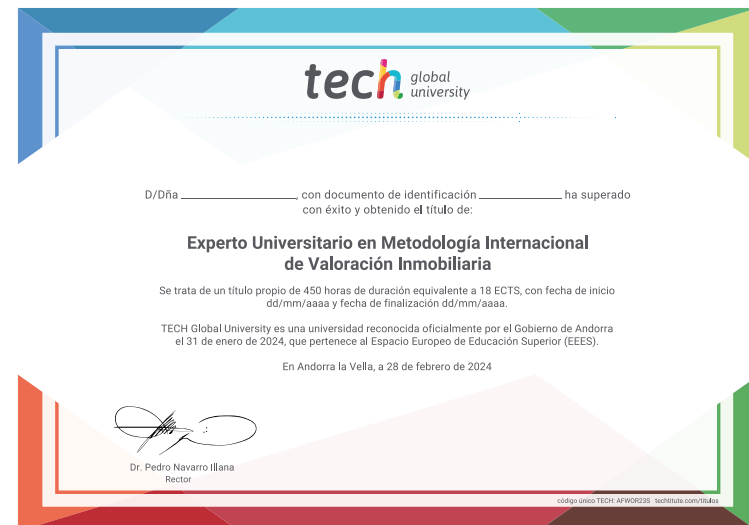 tech global university
D/Dña ______________, con documento de identificación ______________ ha superado
con éxito y obtenido el título de:
Experto Universitario en Metodología Internacional
de Valoración Inmobiliaria
Se trata de un título propio de 450 horas de duración equivalente a 18 ECTS, con fecha de inicio
dd/mm/aaaa y fecha de finalización dd/mm/aaaa.
TECH Global University es una universidad reconocida oficialmente por el Gobierno de Andorra
el 31 de enero de 2024, que pertenece al Espacio Europeo de Educación Superior (EEES).
En Andorra la Vella, a 28 de febrero de 2024
Dr. Pedro Navarro Illana
Rector
código único TECH: AFWOR23S techtitute.com/titulos